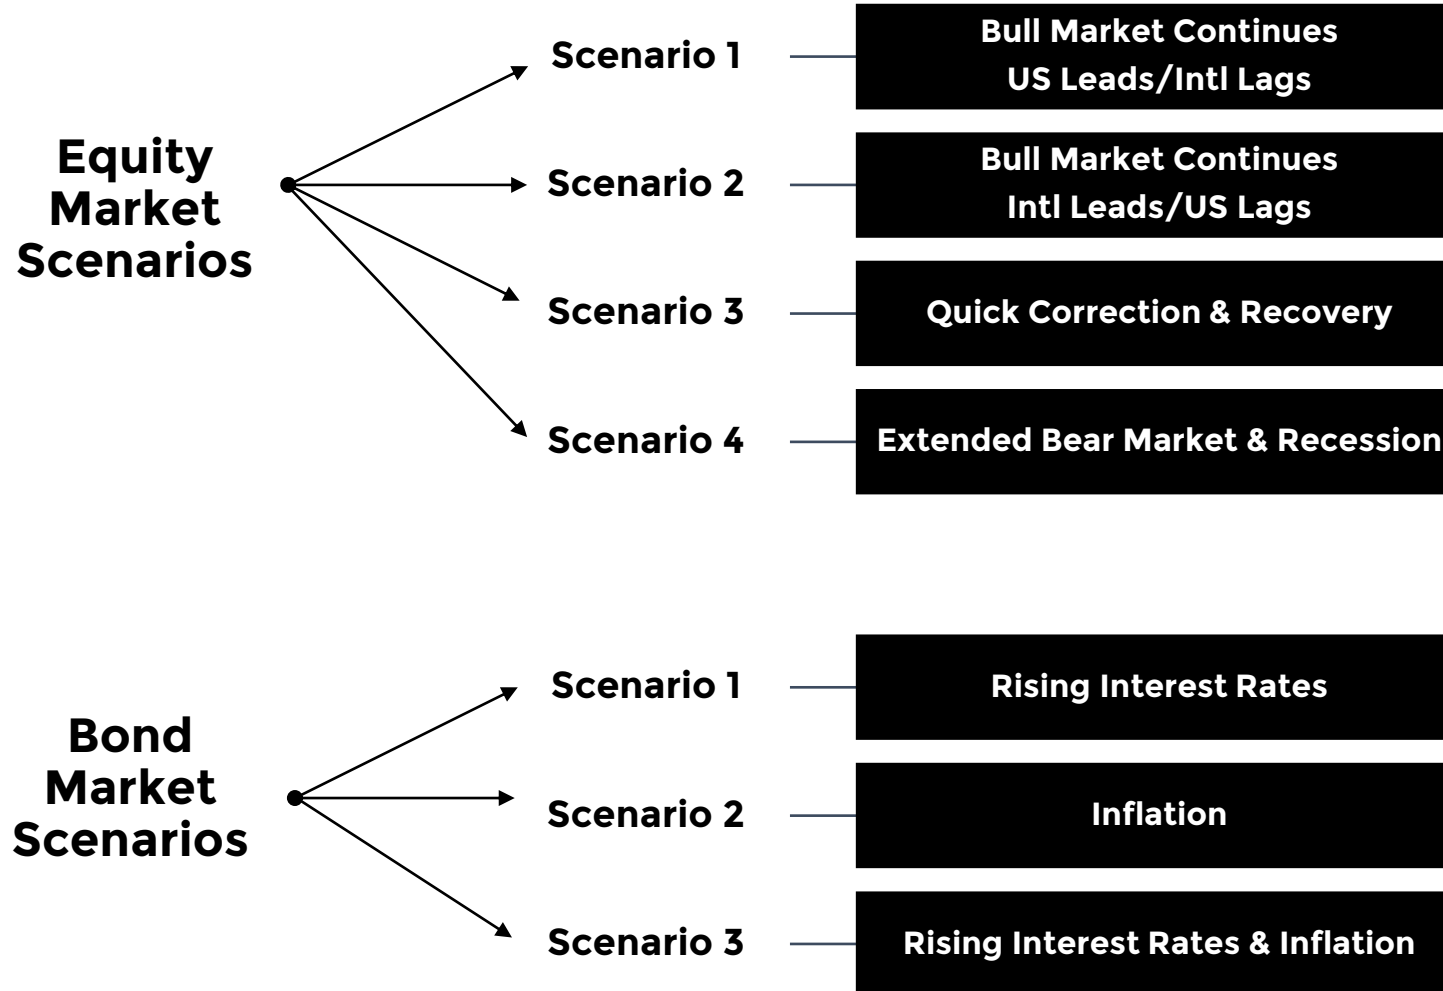 Equity
Market
Scenarios
Scenario 1
Bull Market Continues
US Leads/Intl Lags
Scenario 2
Bull Market Continues
Intl Leads/US Lags
Scenario 3
Quick Correction & Recovery
Scenario 4
Extended Bear Market & Recession
Bond
Market
Scenarios
Scenario 1
Rising Interest Rates
Scenario 2
Inflation
Scenario 3
Rising Interest Rates & Inflation